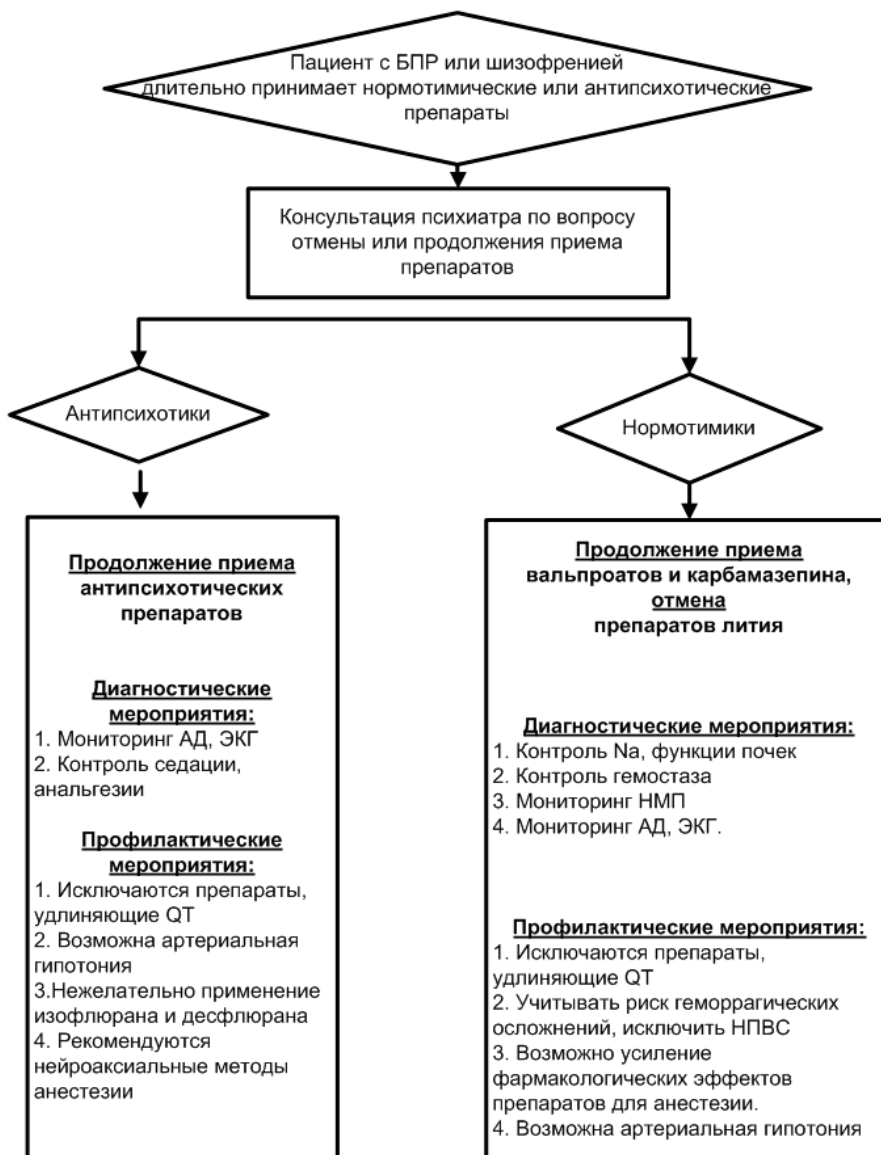 Пациент с БПР или шизофренией
длительно принимает нормотимические или антипсихотические
препараты
Консультация психиатра по вопросу
отмены или продолжения приема
препаратов
Антипсихотики
Нормотимики
Продолжение приема
антипсихотических
препаратов
Диагностические
мероприятия:
1. Мониторинг АД, ЭКГ
2. Контроль седации,
анальгезии
Профилактические
мероприятия:
1. Исключаются препараты,
удлиняющие QT
2. Возможна артериальная
гипотония
3.Нежелательно применение
изофлюрана и десфлюрана
4. Рекомендуются
нейроаксиальные методы
анестезии
Продолжение приема
вальпроатов и карбамазепина,
отмена
препаратов лития
Диагностические мероприятия:
1. Контроль Na, функции почек
2. Контроль гемостаза
3. Мониторинг НМП
4. Мониторинг АД, ЭКГ.
Профилактические мероприятия:
1. Исключаются препараты,
удлиняющие QT
2. Учитывать риск геморрагических
осложнений, исключить НПВС
3. Возможно усиление
фармакологических эффектов
препаратов для анестезии.
4. Возможна артериальная гипотония